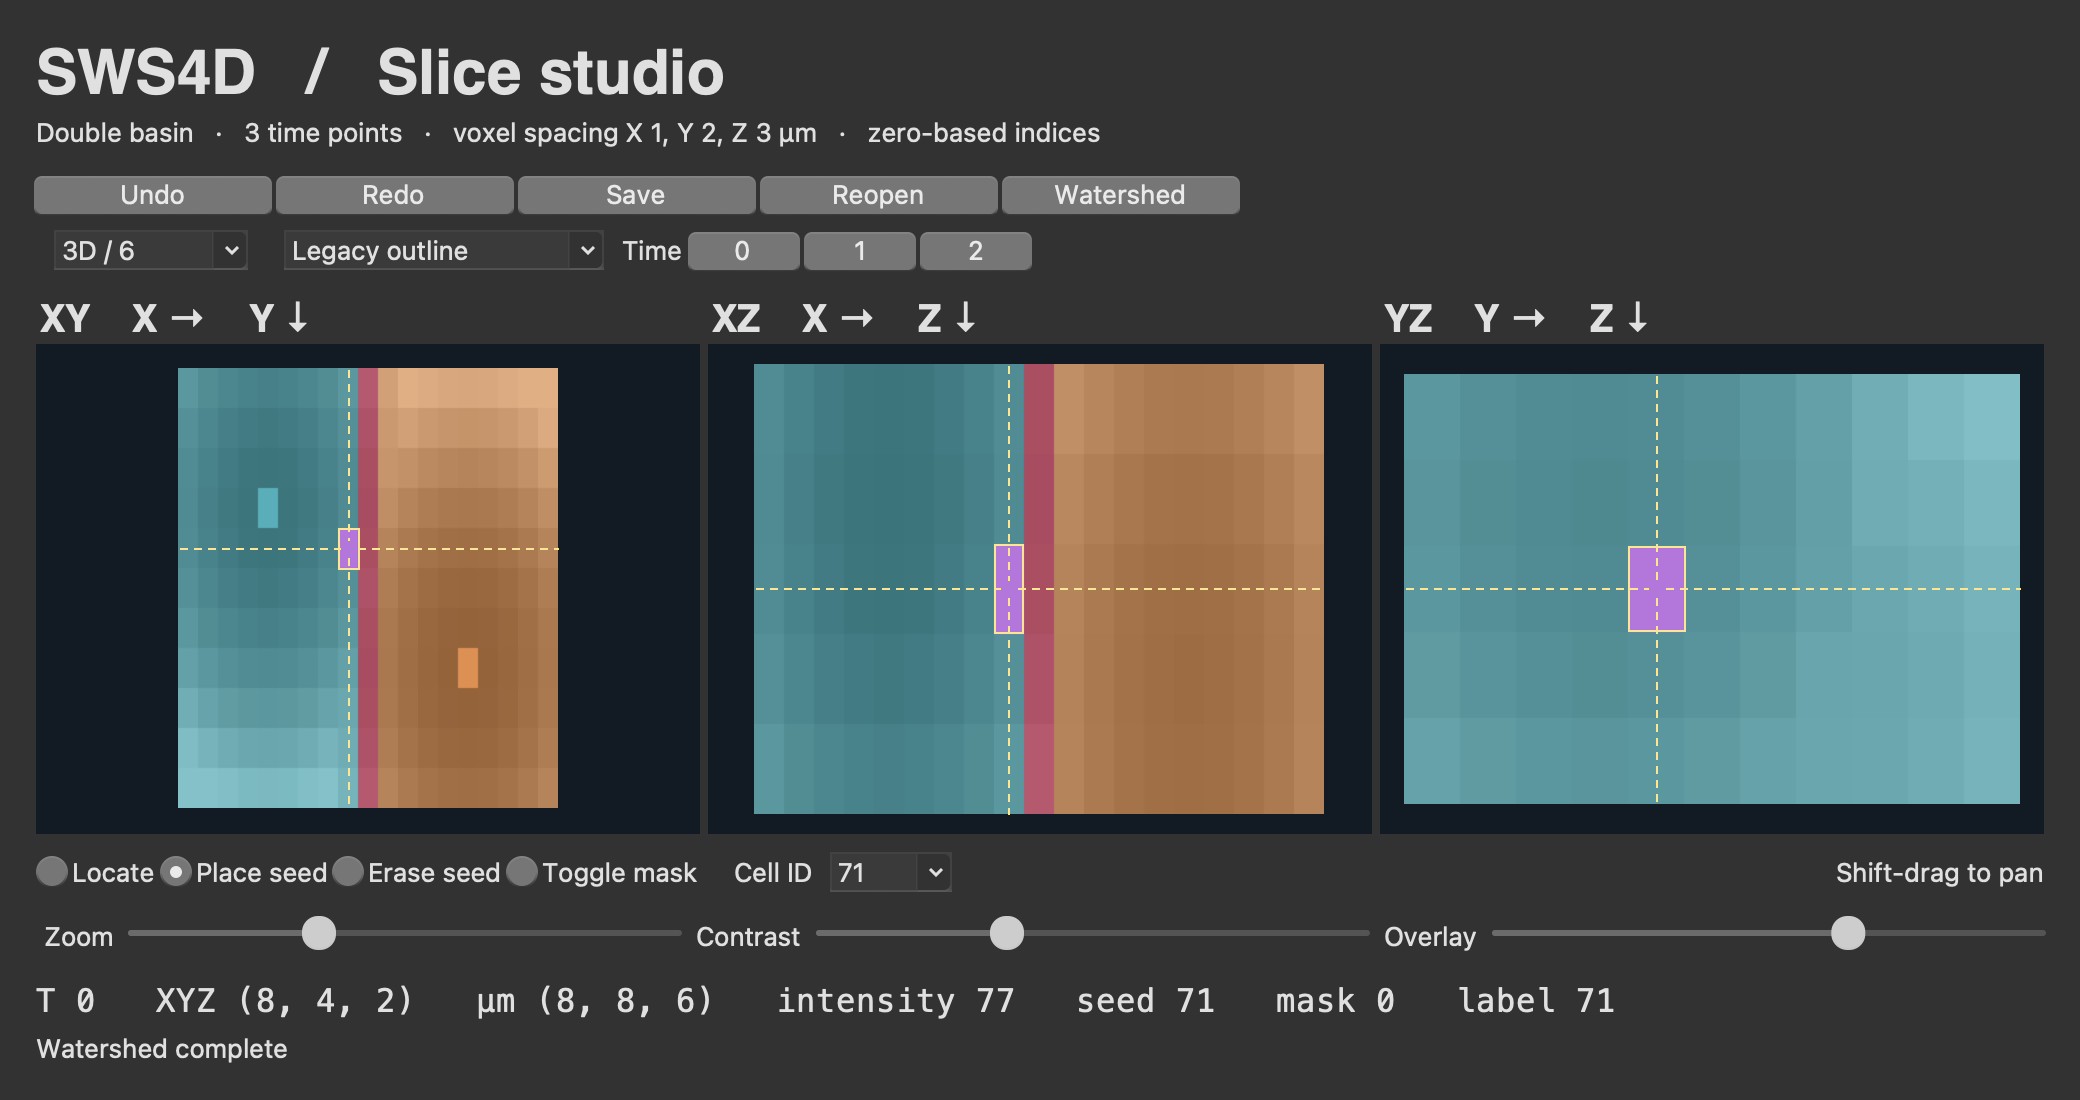 SWS4D / Slice studio
Double basin · 3 time points · voxel spacing X 1, Y 2, Z 3 µm · zero-based indices
Undo Redo Save Reopen Watershed
3D / 6 Legacy outline Time 0 1 2
XY X → Y ↓ XZ X → Z ↓ YZ Y → Z ↓
Locate Place seed Erase seed Toggle mask Cell ID 71 Shift-drag to pan
Zoom Contrast Overlay
T 0 XYZ (8, 4, 2) µm (8, 8, 6) intensity 77 seed 71 mask 0 label 71
Watershed complete